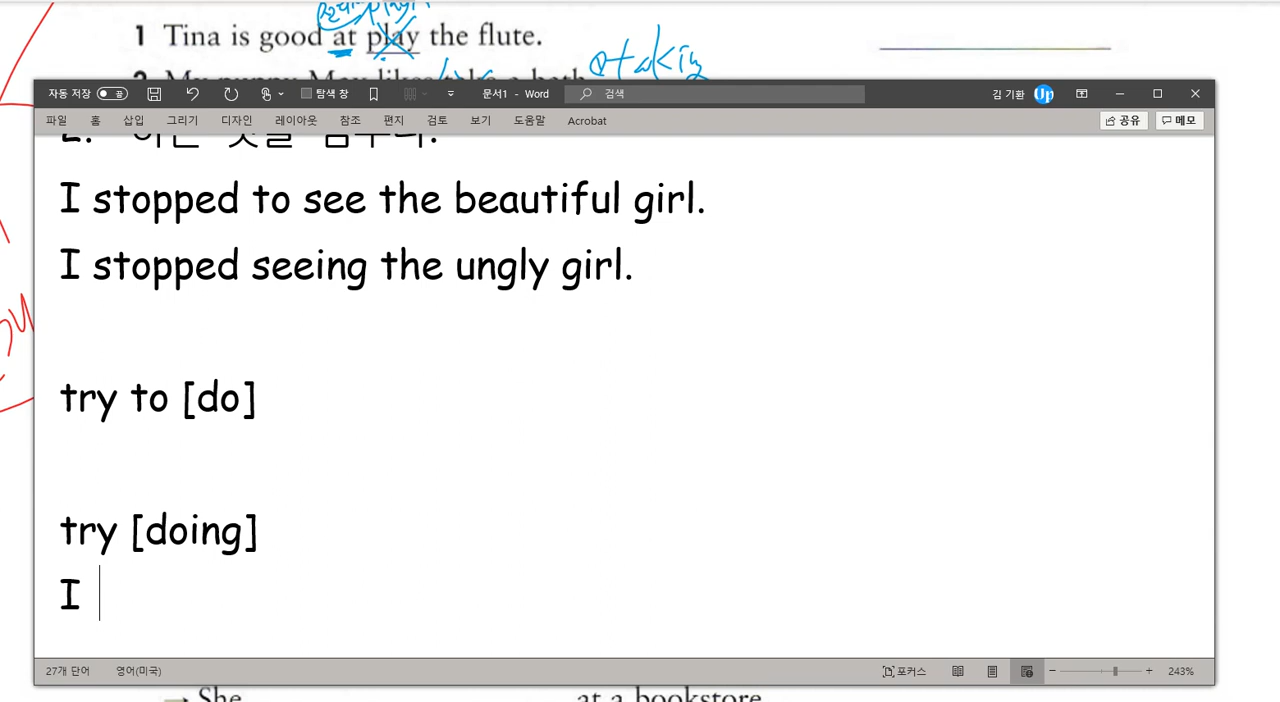 1 Tina is good at play the flute.
taking
자동 저장 끔 탐색 창 문서1 - Word 검색 김 기환 Up
파일 홈 삽입 그리기 디자인 레이아웃 참조 편지 검토 보기 도움말 Acrobat 공유 메모
I stopped to see the beautiful girl.
I stopped seeing the ungly girl.
try to [do]
try [doing]
I
27개 단어 영어(미국) 포커스 243%
→ She at a bookstore